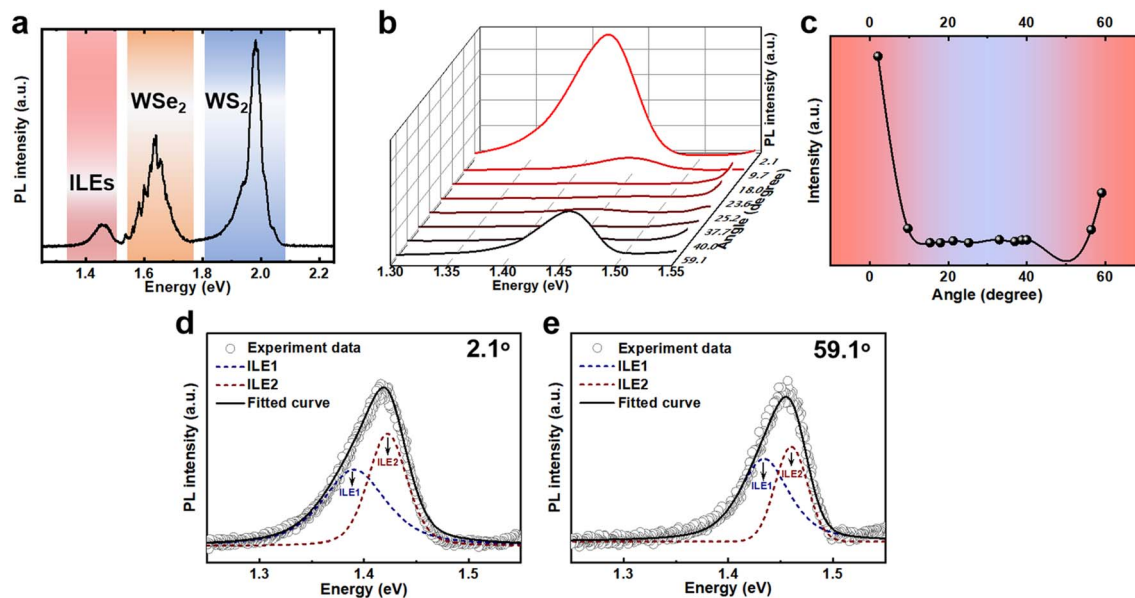 a
PL intensity (a.u.)
ILEs
WSe2
WS2
1.4 1.6 1.8 2.0 2.2
Energy (eV)
b
PL intensity (a.u.)
2.1
9.7
18.0
23.6
25.2
37.7
40.0
59.1
Angle (degree)
1.30 1.35 1.40 1.45 1.50 1.55
Energy (eV)
c
0 20 40 60
Intensity (a.u.)
0 20 40 60
Angle (degree)
d
2.1o
Experiment data
ILE1
ILE2
Fitted curve
ILE2
ILE1
PL intensity (a.u.)
1.3 1.4 1.5
Energy (eV)
e
59.1o
Experiment data
ILE1
ILE2
Fitted curve
ILE1 ILE2
PL intensity (a.u.)
1.3 1.4 1.5
Energy (eV)